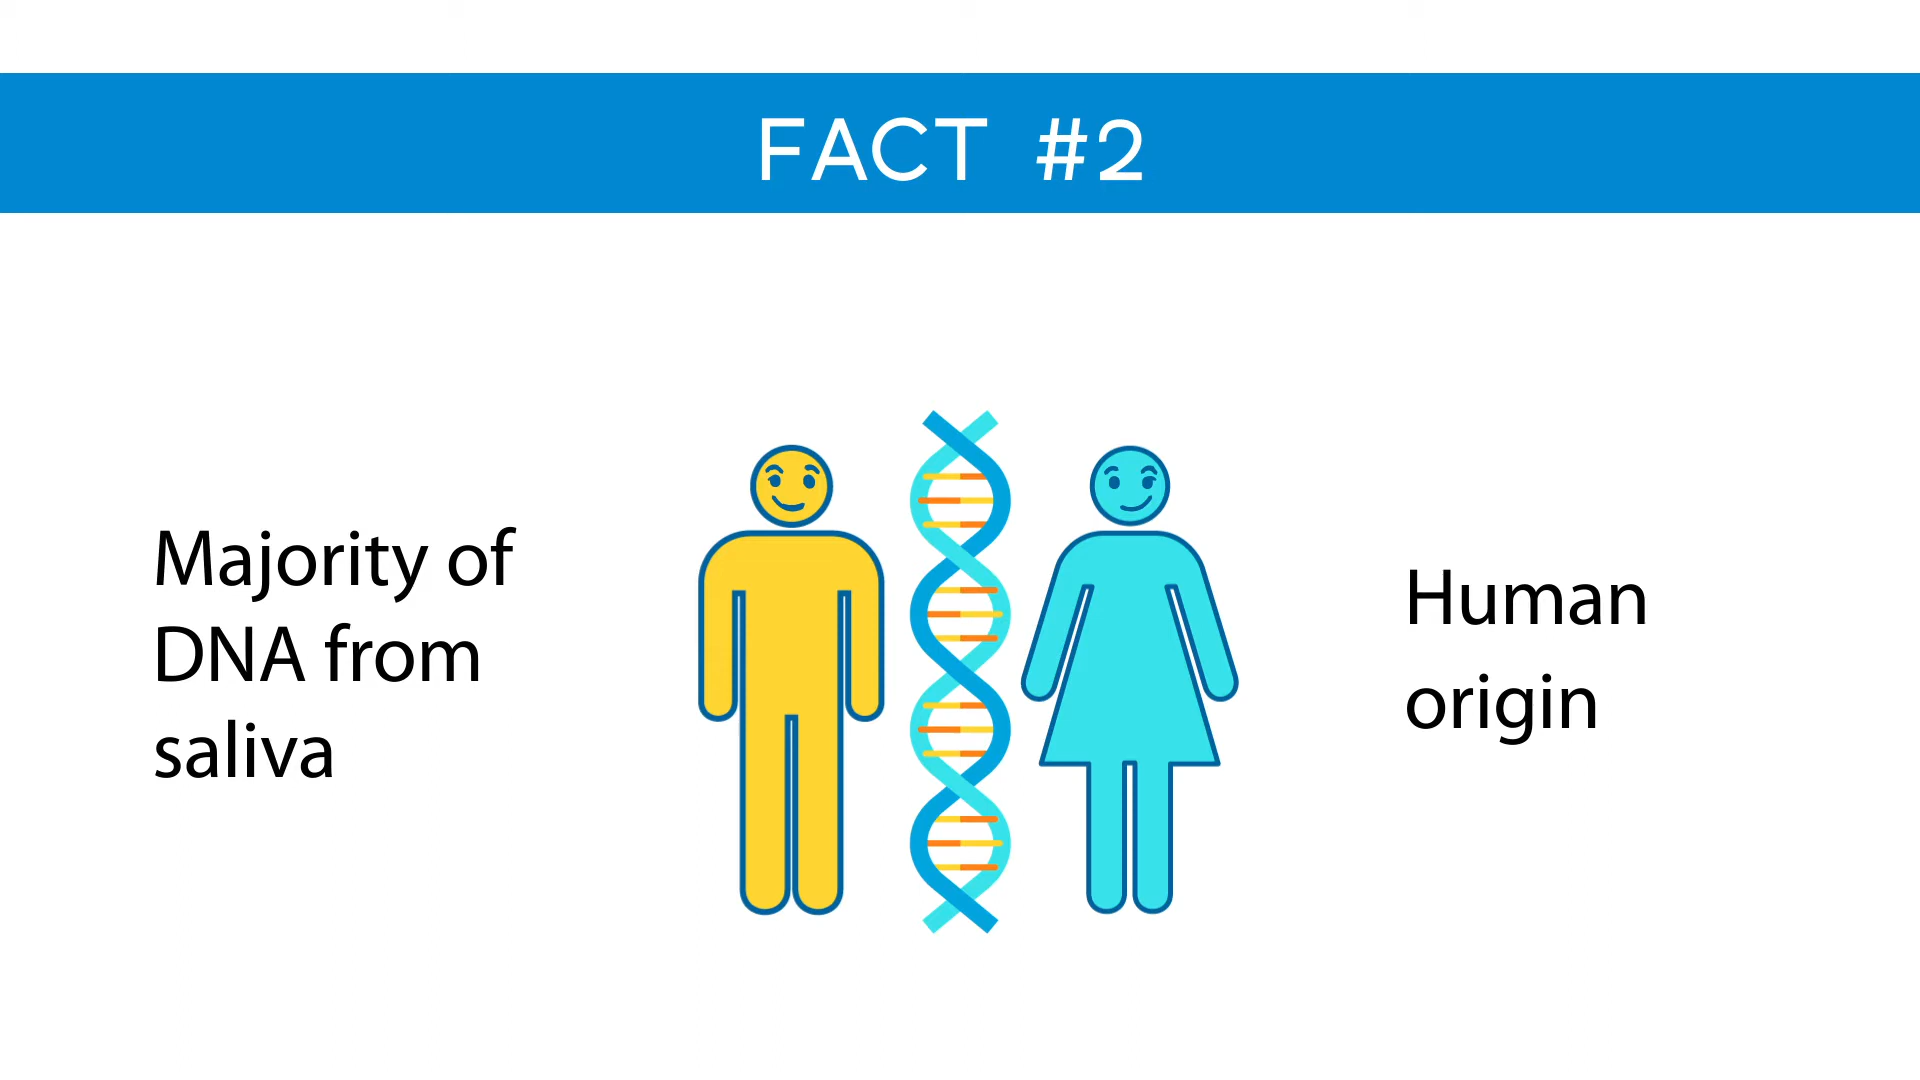 FACT #2
Majority of
DNA from
saliva
Human
origin